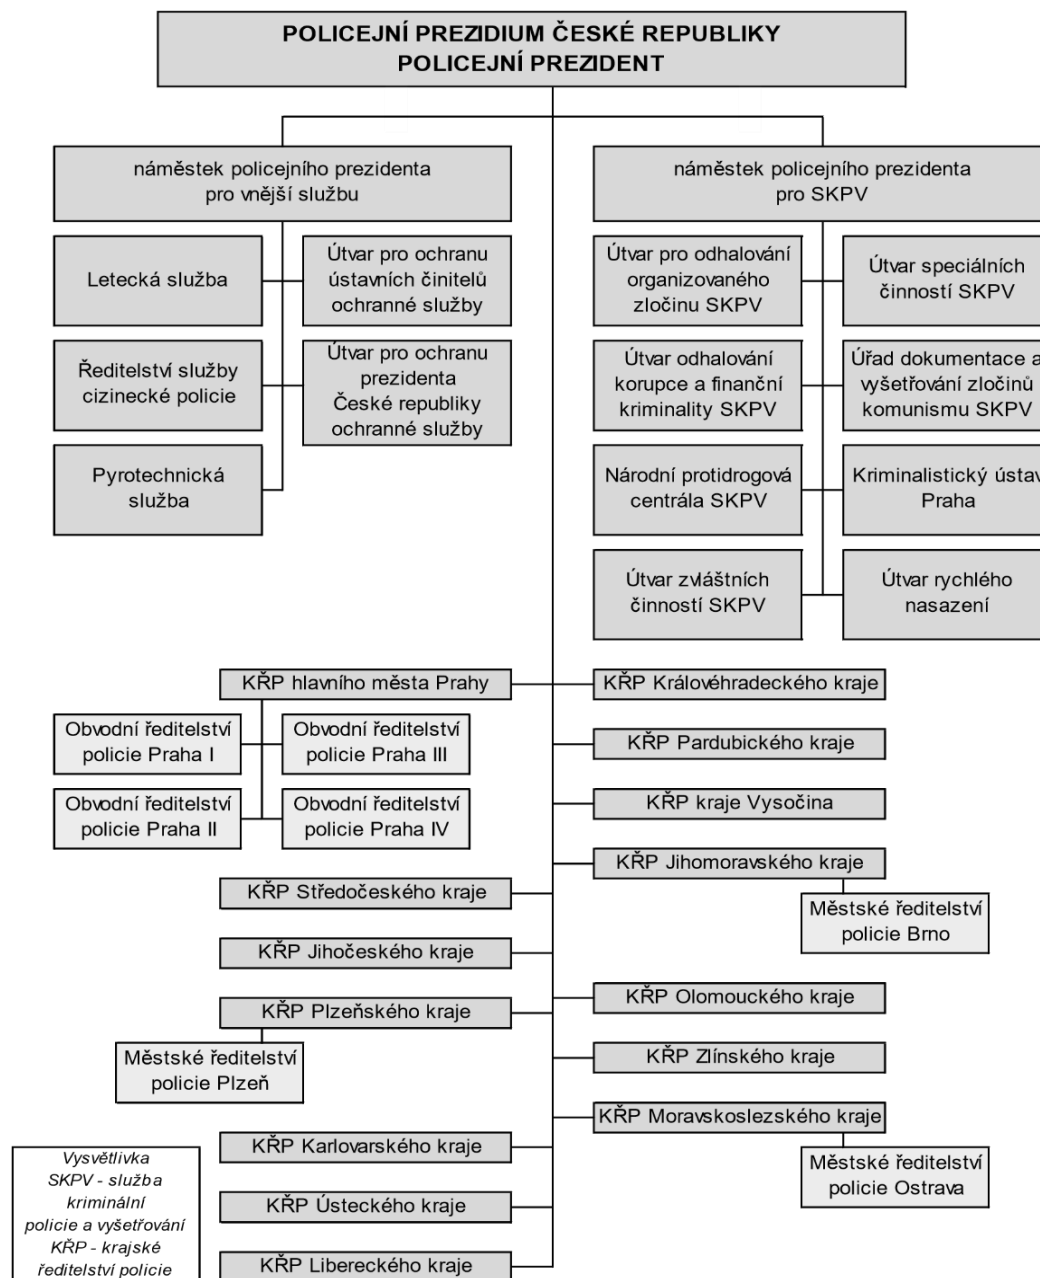 POLICEJNÍ PREZIDIUM ČESKÉ REPUBLIKY
POLICEJNÍ PREZIDENT
náměstek policejního prezidenta
pro vnější službu
náměstek policejního prezidenta
pro SKPV
Letecká služba
Útvar pro ochranu
ústavních činitelů
ochranné služby
Útvar pro odhalování
organizovaného
zločinu SKPV
Útvar speciálních
činností SKPV
Ředitelství služby
cizinecké policie
Útvar pro ochranu
prezidenta
České republiky
ochranné služby
Útvar odhalování
korupce a finanční
kriminality SKPV
Úřad dokumentace a
vyšetřování zločinů
komunismu SKPV
Pyrotechnická
služba
Národní protidrogová
centrála SKPV
Kriminalistický ústav
Praha
Útvar zvláštních
činností SKPV
Útvar rychlého
nasazení
KŘP hlavního města Prahy
KŘP Královéhradeckého kraje
Obvodní ředitelství
policie Praha I
Obvodní ředitelství
policie Praha III
KŘP Pardubického kraje
Obvodní ředitelství
policie Praha II
Obvodní ředitelství
policie Praha IV
KŘP kraje Vysočina
KŘP Jihomoravského kraje
KŘP Středočeského kraje
Městské ředitelství
policie Brno
KŘP Jihočeského kraje
KŘP Olomouckého kraje
KŘP Plzeňského kraje
Městské ředitelství
policie Plzeň
KŘP Zlínského kraje
KŘP Moravskoslezského kraje
KŘP Karlovarského kraje
Městské ředitelství
policie Ostrava
KŘP Ústeckého kraje
KŘP Libereckého kraje
Vysvětlivka
SKPV - služba
kriminální
policie a vyšetřování
KŘP - krajské
ředitelství policie